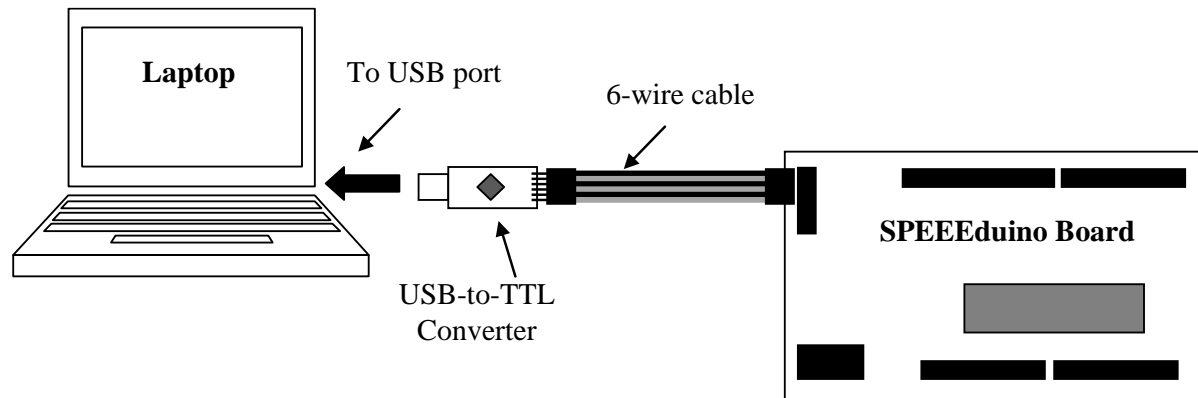 Laptop
To USB port
6-wire cable
SPEEEduino Board
USB-to-TTL
Converter